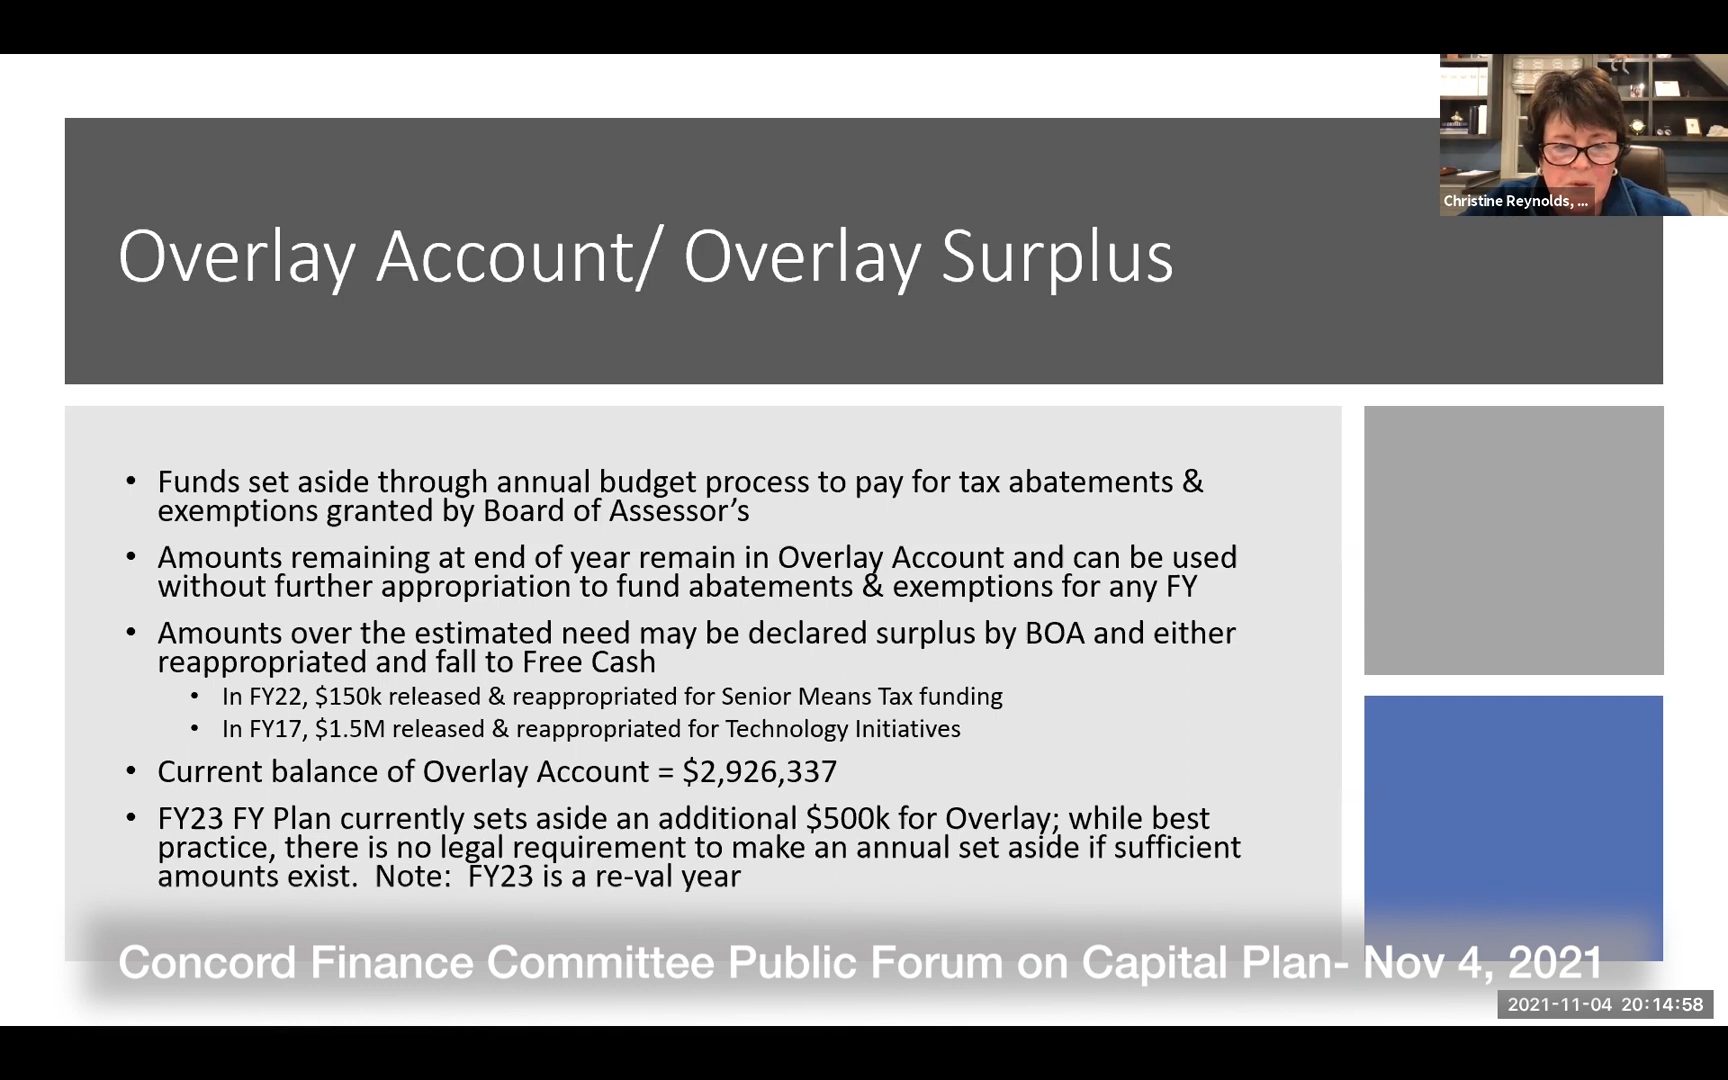 Christine Reynolds, ...
Overlay Account/ Overlay Surplus
• Funds set aside through annual budget process to pay for tax abatements &
exemptions granted by Board of Assessor’s
• Amounts remaining at end of year remain in Overlay Account and can be used
without further appropriation to fund abatements & exemptions for any FY
• Amounts over the estimated need may be declared surplus by BOA and either
reappropriated and fall to Free Cash
• In FY22, $150k released & reappropriated for Senior Means Tax funding
• In FY17, $1.5M released & reappropriated for Technology Initiatives
• Current balance of Overlay Account = $2,926,337
• FY23 FY Plan currently sets aside an additional $500k for Overlay; while best
practice, there is no legal requirement to make an annual set aside if sufficient
amounts exist.  Note:  FY23 is a re-val year
Concord Finance Committee Public Forum on Capital Plan- Nov 4, 2021
2021-11-04 20:14:58